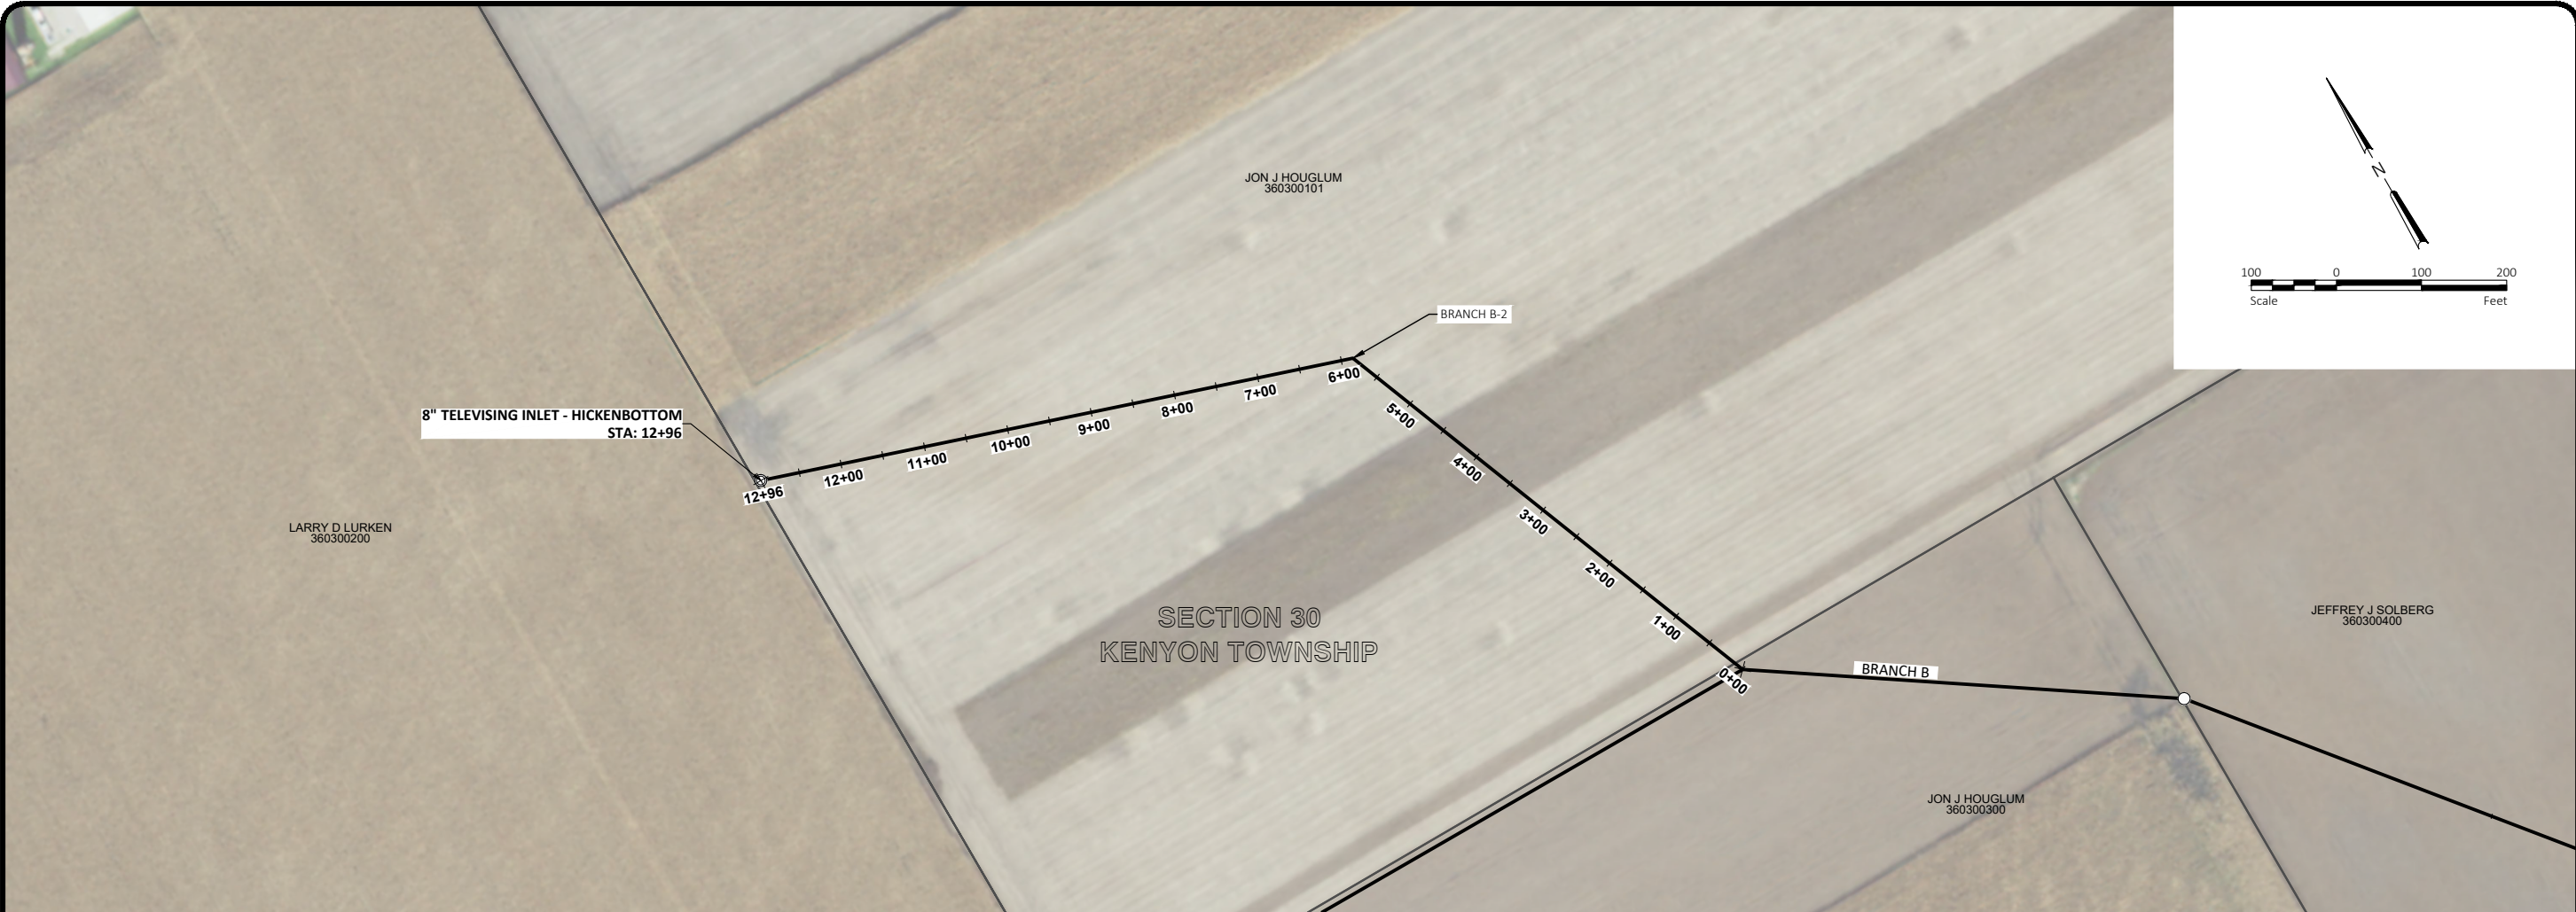 JON J HOUGLUM
360300101
N
100 0 100 200
Scale Feet
BRANCH B-2
8" TELEVISING INLET - HICKENBOTTOM
STA: 12+96
12+96
12+00
11+00
10+00
9+00
8+00
7+00
6+00
5+00
4+00
3+00
2+00
1+00
0+00
LARRY D LURKEN
360300200
SECTION 30
KENYON TOWNSHIP
BRANCH B
JEFFREY J SOLBERG
360300400
JON J HOUGLUM
360300300